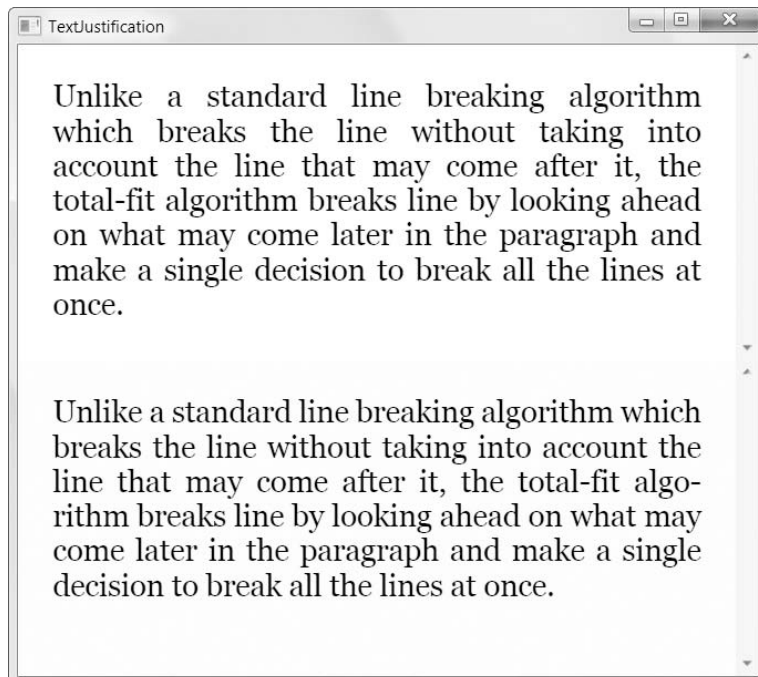 TextJustification
Unlike a standard line breaking algorithm
which breaks the line without taking into
account the line that may come after it, the
total-fit algorithm breaks line by looking ahead
on what may come later in the paragraph and
make a single decision to break all the lines at
once.
Unlike a standard line breaking algorithm which
breaks the line without taking into account the
line that may come after it, the total-fit algo-
rithm breaks line by looking ahead on what may
come later in the paragraph and make a single
decision to break all the lines at once.